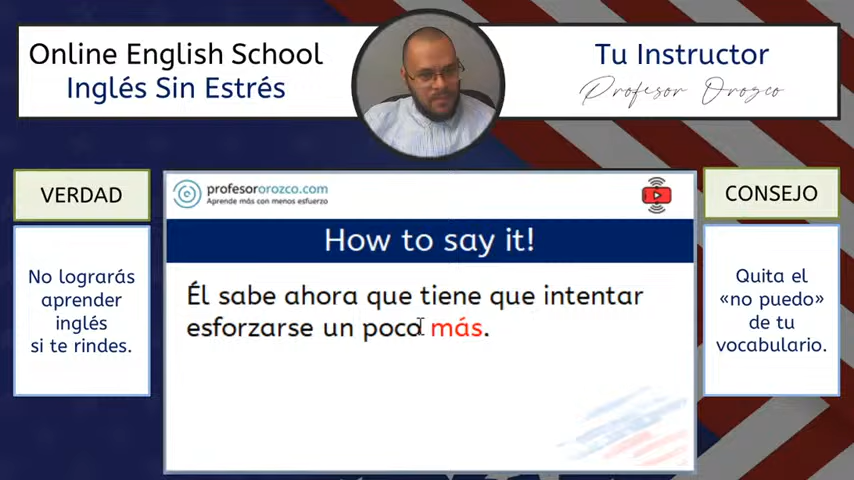 Online English School
Inglés Sin Estrés
Tu Instructor
Profesor Orozco
VERDAD
No lograrás
aprender
inglés
si te rindes.
profesororozco.com
Aprende más con menos esfuerzo
How to say it!
Él sabe ahora que tiene que intentar
esforzarse un poco más.
CONSEJO
Quita el
«no puedo»
de tu
vocabulario.